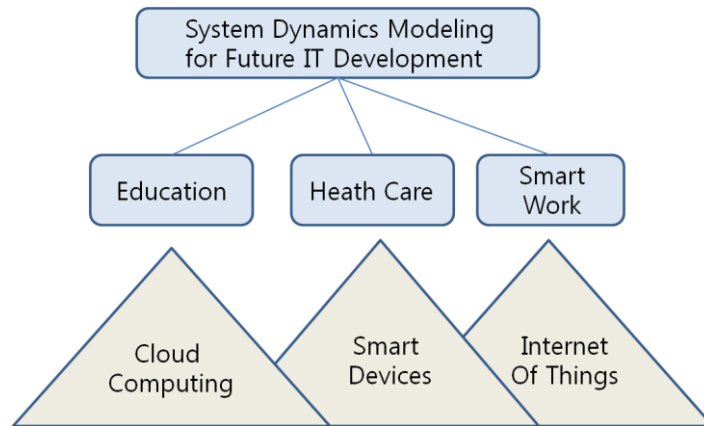 System Dynamics Modeling
for Future IT Development
Education
Heath Care
Smart
Work
Cloud
Computing
Smart
Devices
Internet
Of Things